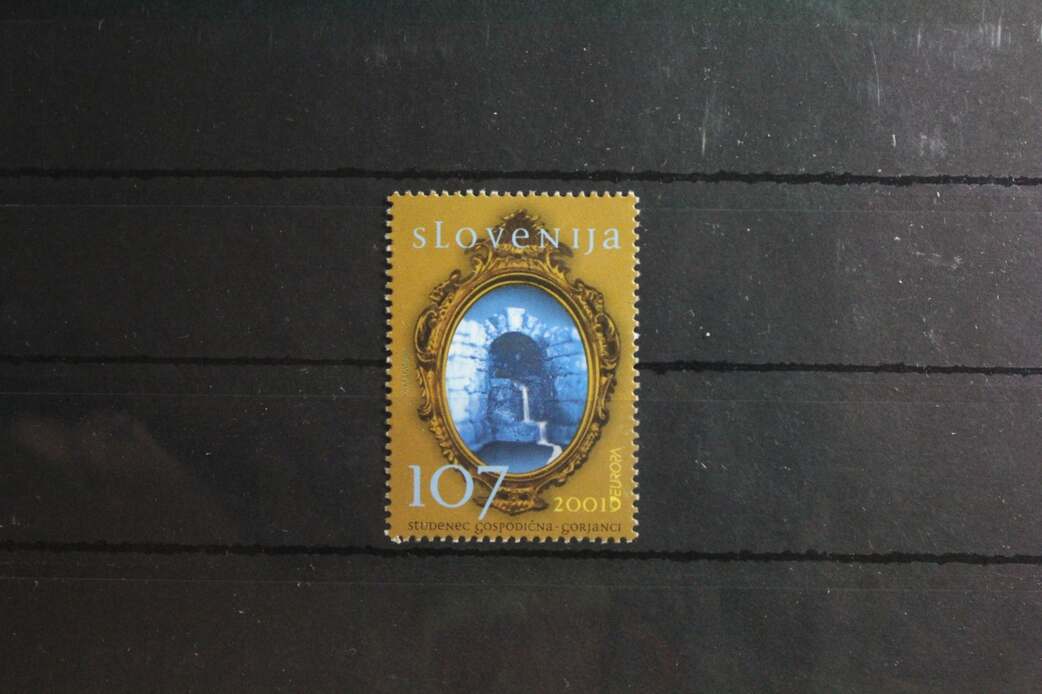 SLOVENIJA
107
2001
EUROPA
STUDENEC GOSPODIČNA - GORJANCI